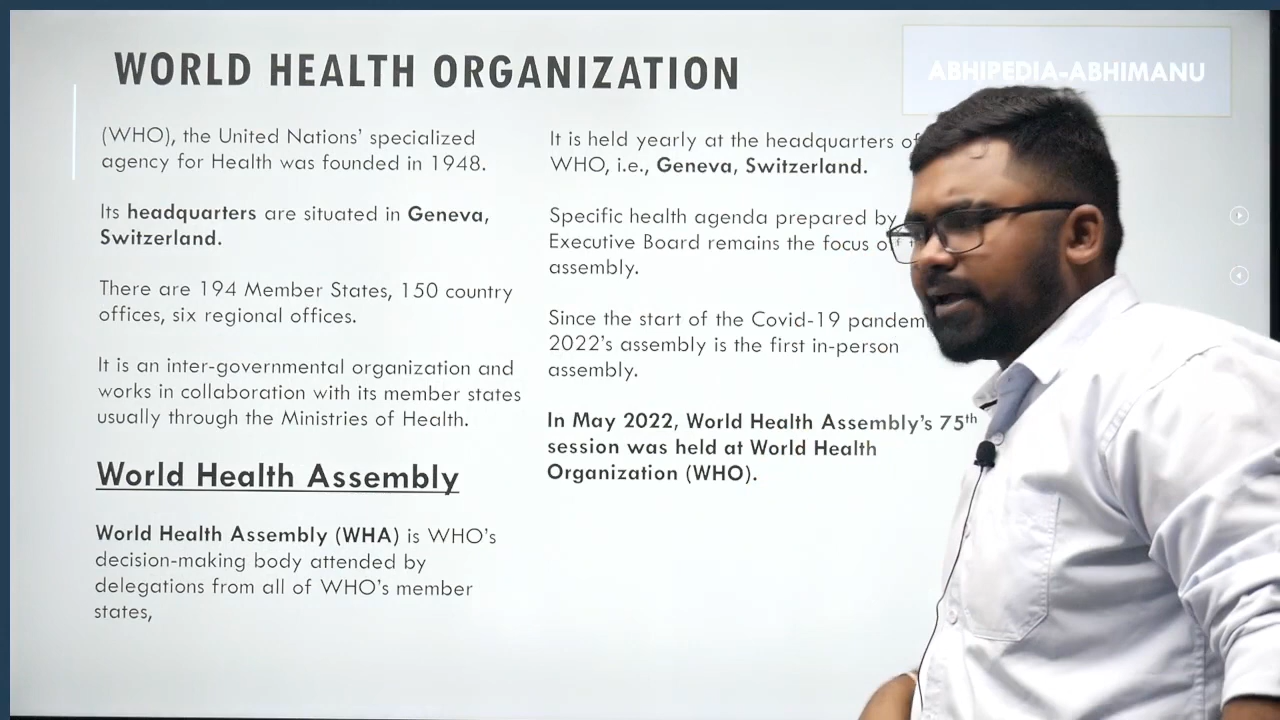 WORLD HEALTH ORGANIZATION
ABHIPEDIA-ABHIMANU
(WHO), the United Nations' specialized
agency for Health was founded in 1948.
Its headquarters are situated in Geneva,
Switzerland.
There are 194 Member States, 150 country
offices, six regional offices.
It is an inter-governmental organization and
works in collaboration with its member states
usually through the Ministries of Health.
World Health Assembly
World Health Assembly (WHA) is WHO's
decision-making body attended by
delegations from all of WHO's member
states,
It is held yearly at the headquarters of
WHO, i.e., Geneva, Switzerland.
Specific health agenda prepared by
Executive Board remains the focus of
assembly.
Since the start of the Covid-19
2022's assembly is the first in-person
assembly.
In May 2022, World Health Assembly's 75th
session was held at World Health
Organization (WHO).